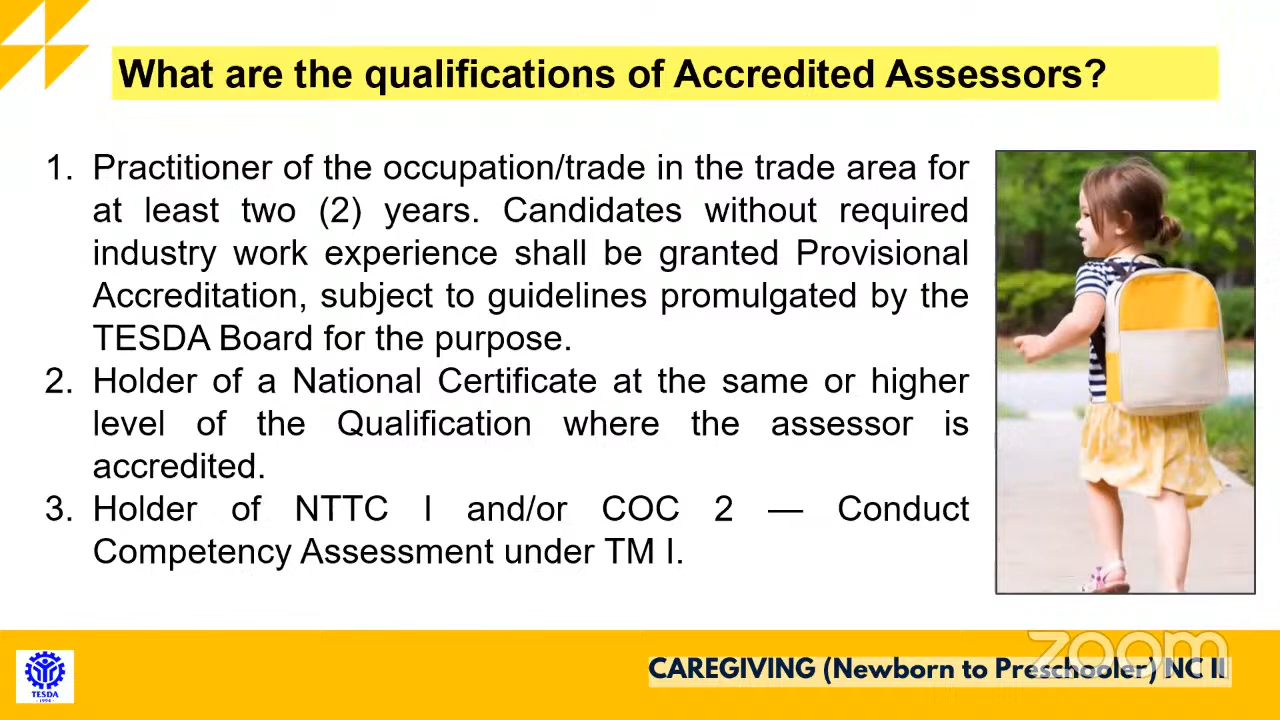 What are the qualifications of Accredited Assessors?
1. Practitioner of the occupation/trade in the trade area for
at least two (2) years. Candidates without required
industry work experience shall be granted Provisional
Accreditation, subject to guidelines promulgated by the
TESDA Board for the purpose.
2. Holder of a National Certificate at the same or higher
level of the Qualification where the assessor is
accredited.
3. Holder of NTTC I and/or COC 2 — Conduct
Competency Assessment under TM I.
zoom
CAREGIVING (Newborn to Preschooler) NC II
TESDA
1994